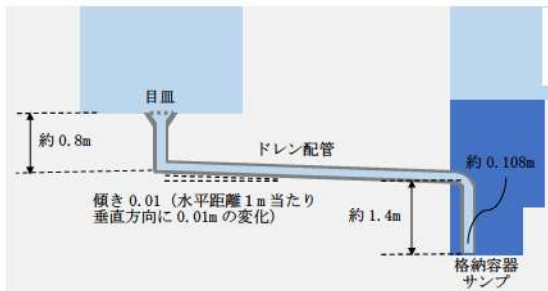 目皿
約 0.8m
ドレン配管
約 0.108m
傾き 0.01（水平距離 1 m 当たり
垂直方向に 0.01m の変化）
約 1.4m
格納容器
サンプ